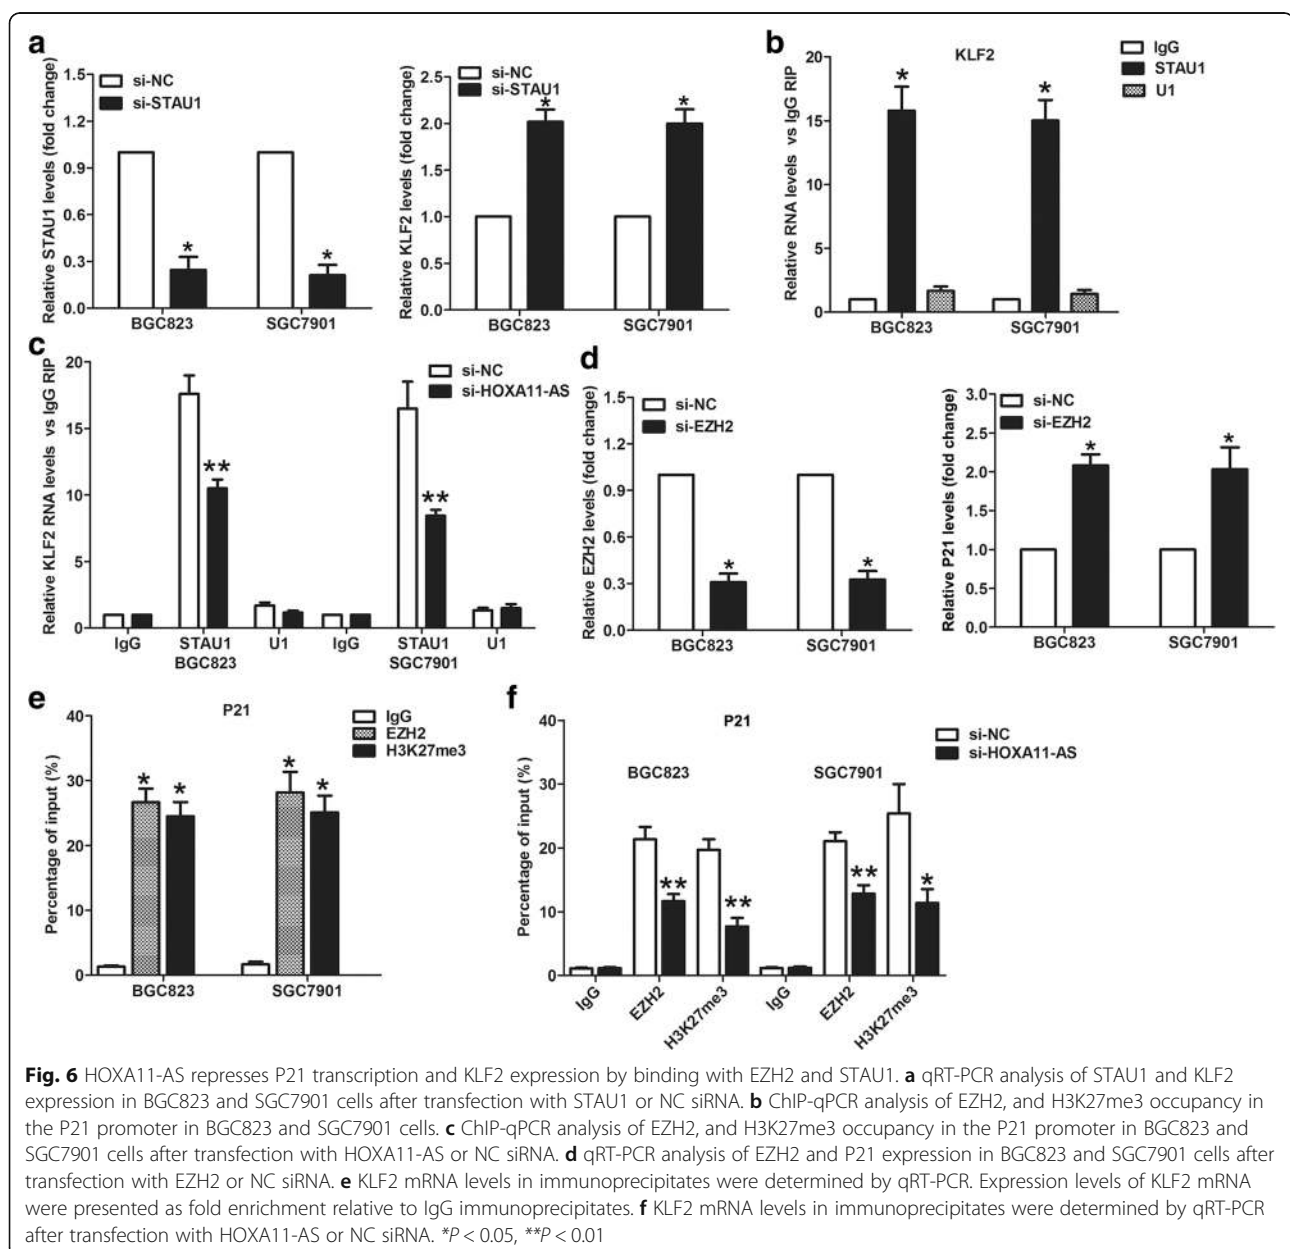 a
si-NC
si-STAU1
Relative STAU1 levels (fold change)
1.5
1.2
0.9
0.6
0.3
0.0
*
*
BGC823
SGC7901
si-NC
si-STAU1
Relative KLF2 levels (fold change)
2.5
2.0
1.5
1.0
0.5
0.0
*
*
BGC823
SGC7901
b
KLF2
IgG
STAU1
U1
Relative RNA levels vs IgG RIP
20
15
10
5
0
*
*
BGC823
SGC7901
c
si-NC
si-HOXA11-AS
Relative KLF2 RNA levels vs IgG RIP
20
15
10
5
0
**
**
IgG STAU1 U1 IgG STAU1 U1
BGC823 SGC7901
d
si-NC
si-EZH2
Relative EZH2 levels (fold change)
1.5
1.2
0.9
0.6
0.3
0.0
*
*
BGC823
SGC7901
si-NC
si-EZH2
Relative P21 levels (fold change)
3.0
2.5
2.0
1.5
1.0
0.5
0.0
*
*
BGC823
SGC7901
e
P21
IgG
EZH2
H3K27me3
Percentage of input (%)
40
30
20
10
0
*
*
*
*
BGC823
SGC7901
f
P21
si-NC
si-HOXA11-AS
BGC823
SGC7901
Percentage of input (%)
40
30
20
10
0
**
**
**
*
IgG
EZH2
H3K27me3
IgG
EZH2
H3K27me3
Fig. 6 HOXA11-AS represses P21 transcription and KLF2 expression by binding with EZH2 and STAU1. a qRT-PCR analysis of STAU1 and KLF2
expression in BGC823 and SGC7901 cells after transfection with STAU1 or NC siRNA. b ChIP-qPCR analysis of EZH2, and H3K27me3 occupancy in
the P21 promoter in BGC823 and SGC7901 cells. c ChIP-qPCR analysis of EZH2, and H3K27me3 occupancy in the P21 promoter in BGC823 and
SGC7901 cells after transfection with HOXA11-AS or NC siRNA. d qRT-PCR analysis of EZH2 and P21 expression in BGC823 and SGC7901 cells after
transfection with EZH2 or NC siRNA. e KLF2 mRNA levels in immunoprecipitates were determined by qRT-PCR. Expression levels of KLF2 mRNA
were presented as fold enrichment relative to IgG immunoprecipitates. f KLF2 mRNA levels in immunoprecipitates were determined by qRT-PCR
after transfection with HOXA11-AS or NC siRNA. *P < 0.05, **P < 0.01